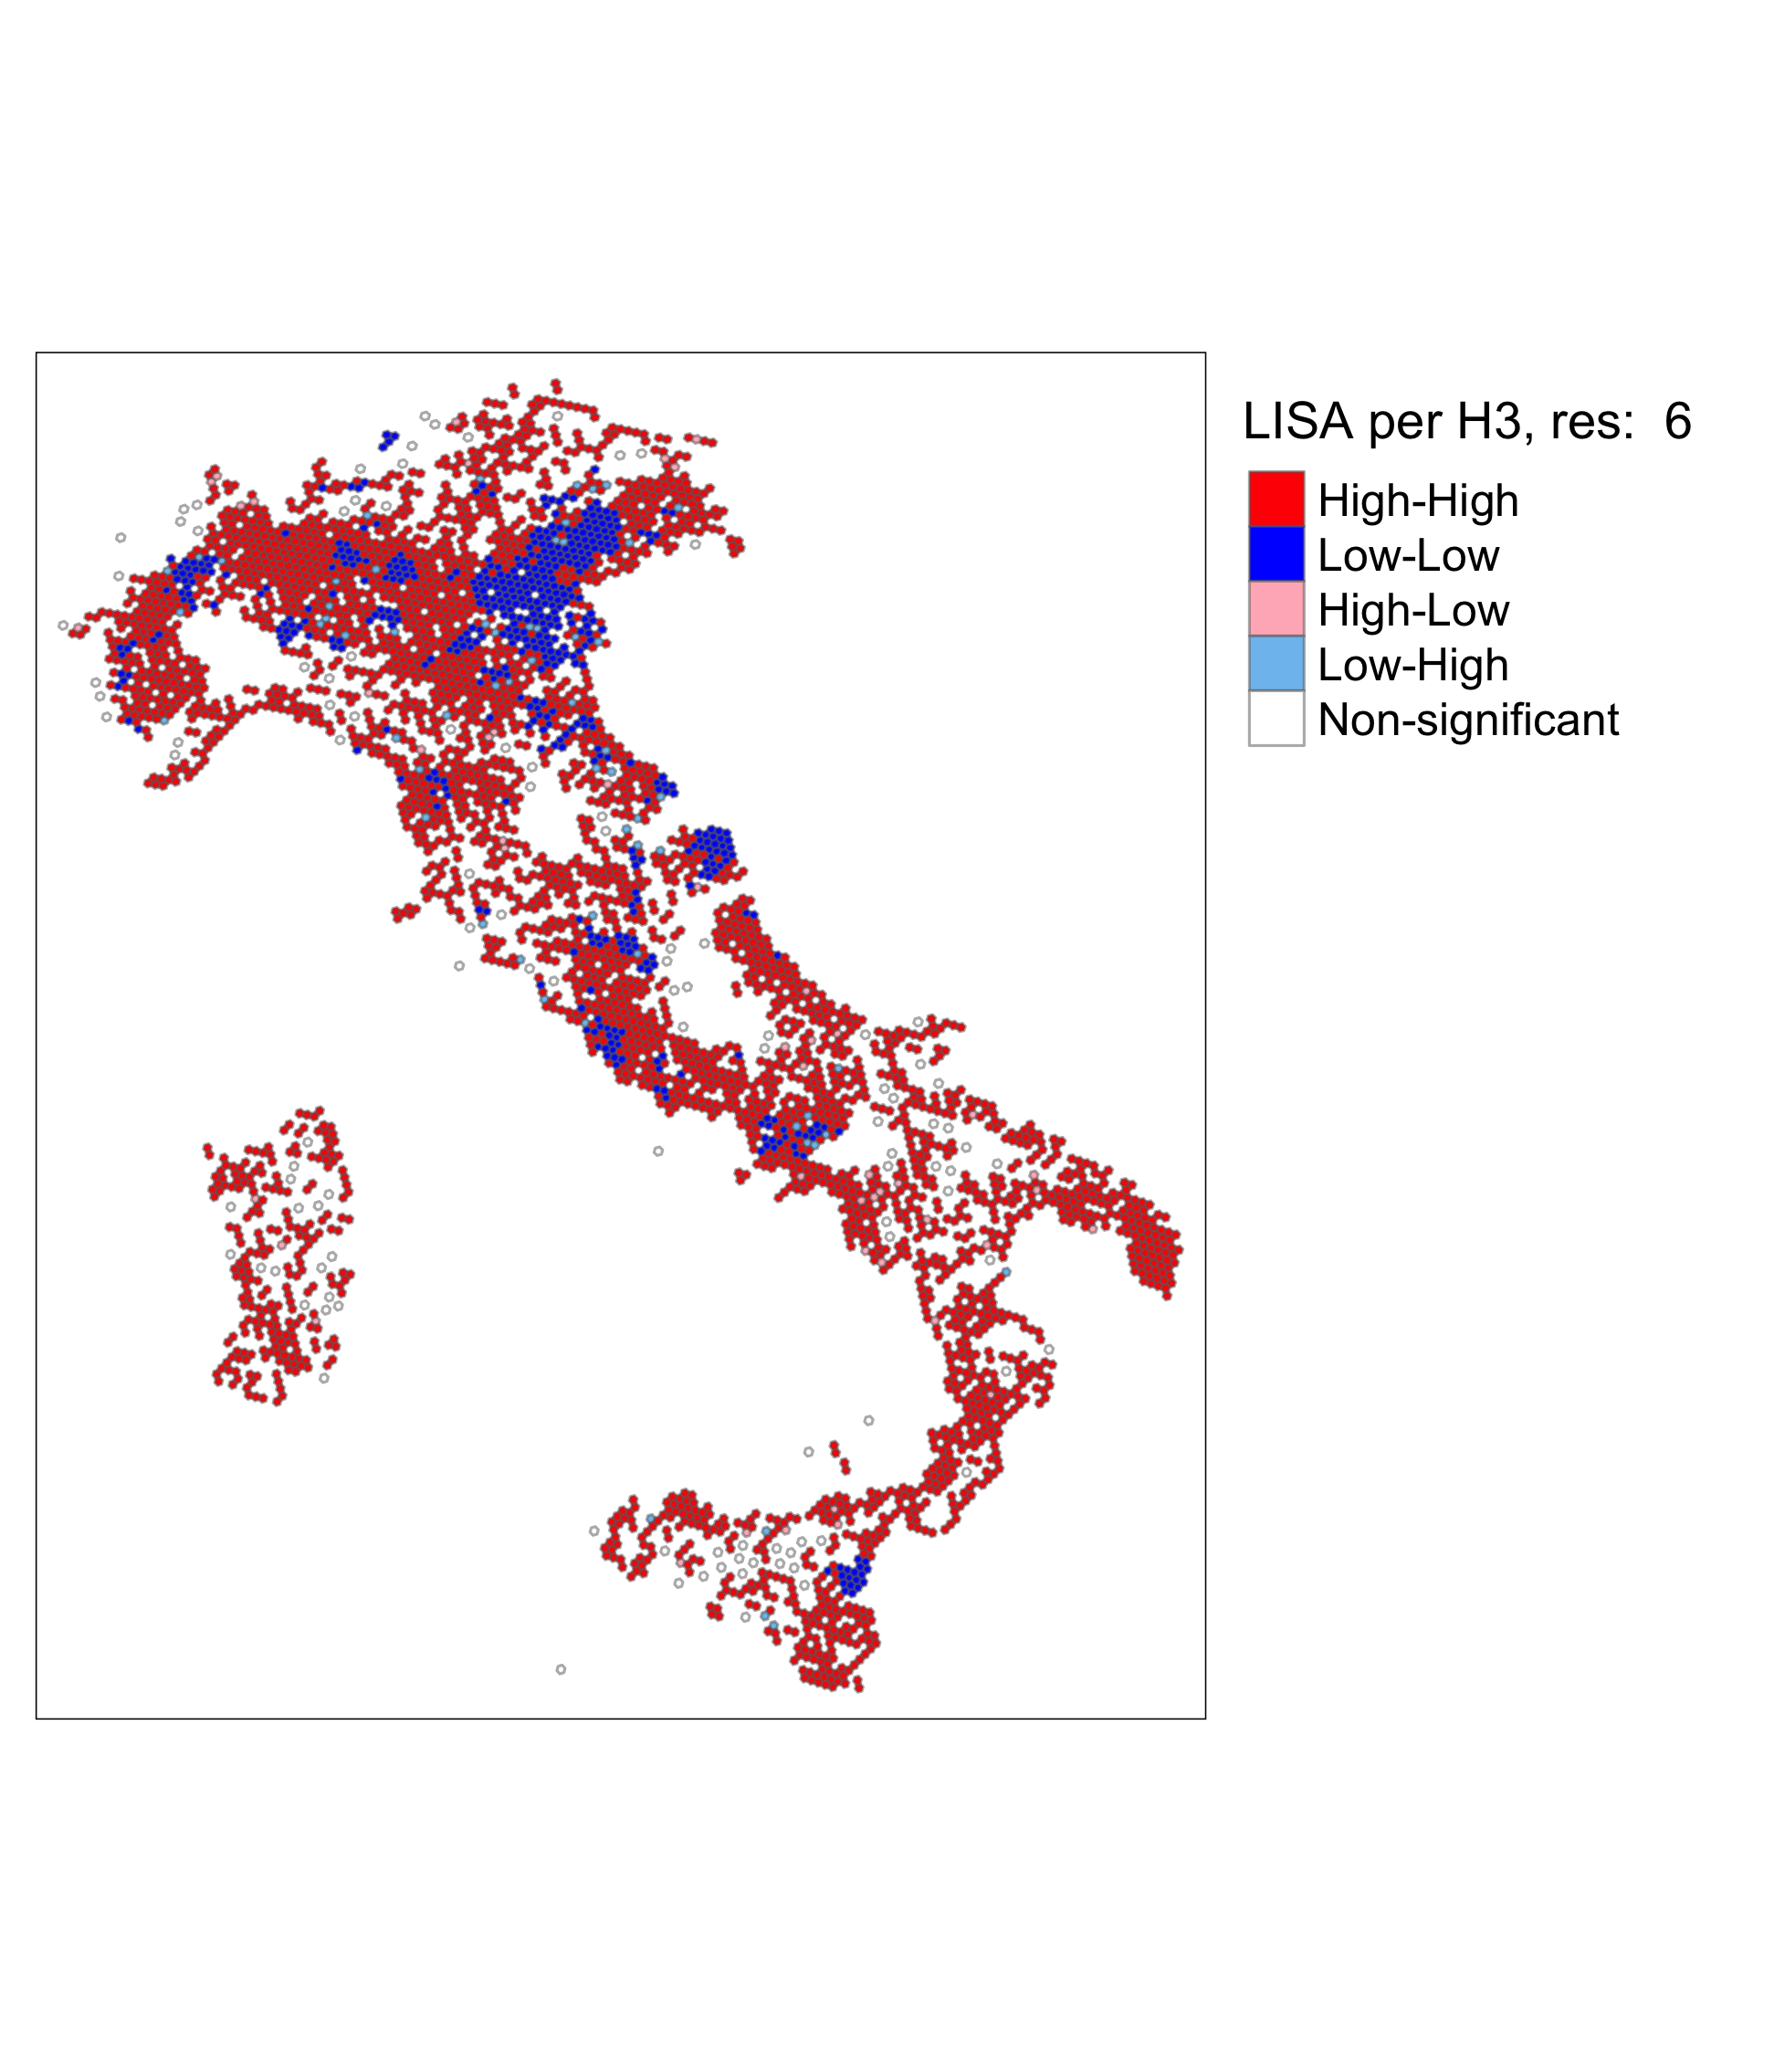 LISA per H3, res:  6
High-High
Low-Low
High-Low
Low-High
Non-significant